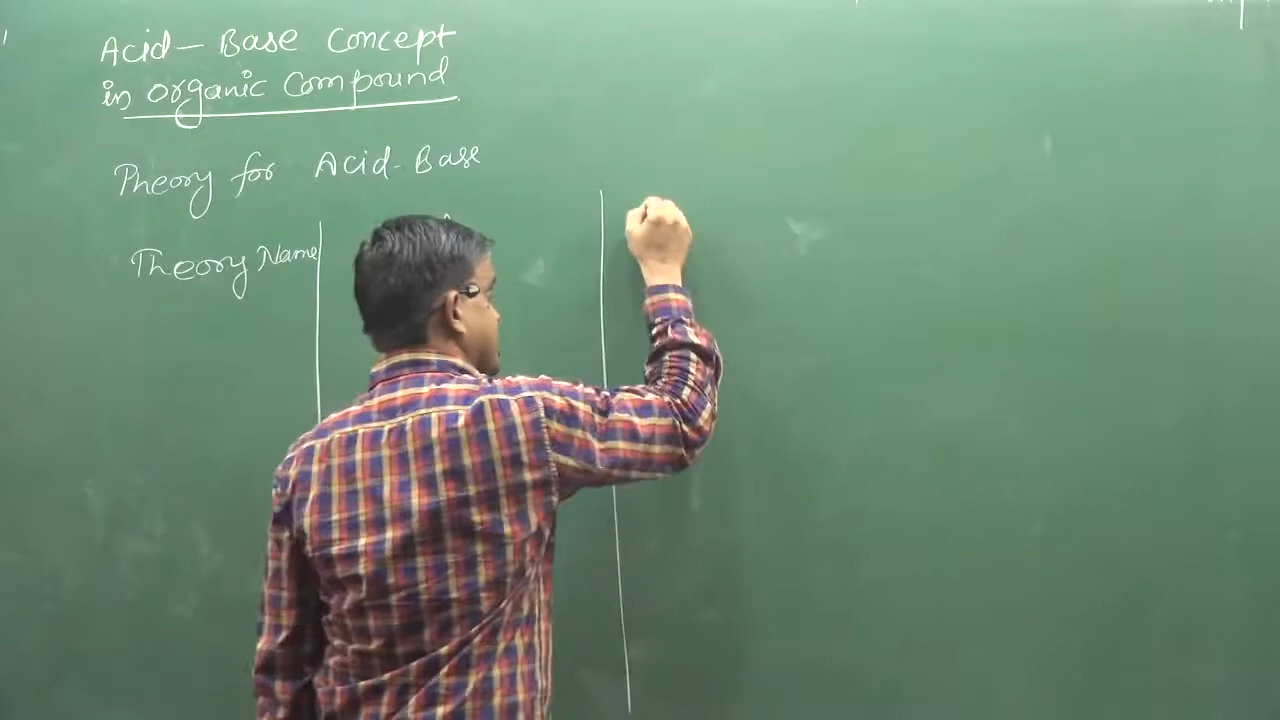 Acid - Base Concept
in organic Compound
Theory for Acid-Base
Theory Name